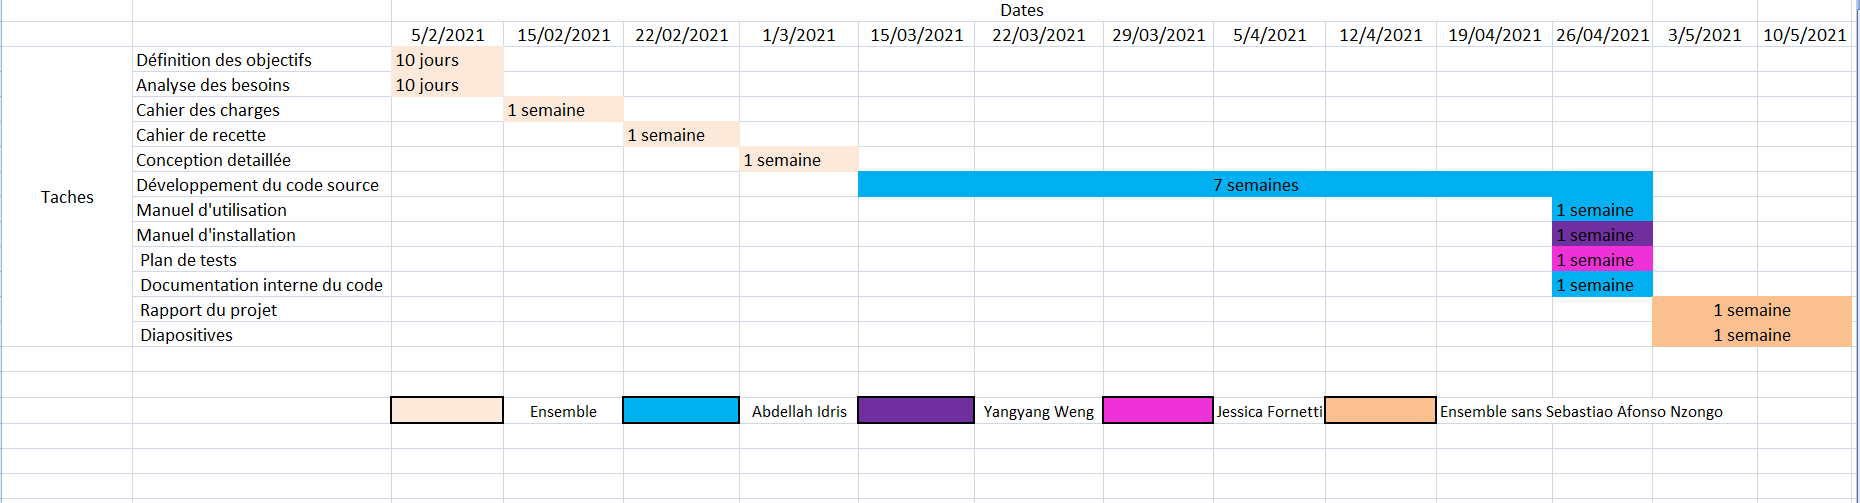 Dates
5/2/2021 15/02/2021 22/02/2021 1/3/2021 15/03/2021 22/03/2021 29/03/2021 5/4/2021 12/4/2021 19/04/2021 26/04/2021 3/5/2021 10/5/2021
Taches
Définition des objectifs 10 jours
Analyse des besoins 10 jours
Cahier des charges 1 semaine
Cahier de recette 1 semaine
Conception detaillée 1 semaine
Développement du code source 7 semaines
Manuel d'utilisation 1 semaine
Manuel d'installation 1 semaine
Plan de tests 1 semaine
Documentation interne du code 1 semaine
Rapport du projet 1 semaine
Diapositives 1 semaine
Ensemble Abdellah Idris Yangyang Weng Jessica Fornetti Ensemble sans Sebastiao Afonso Nzongo